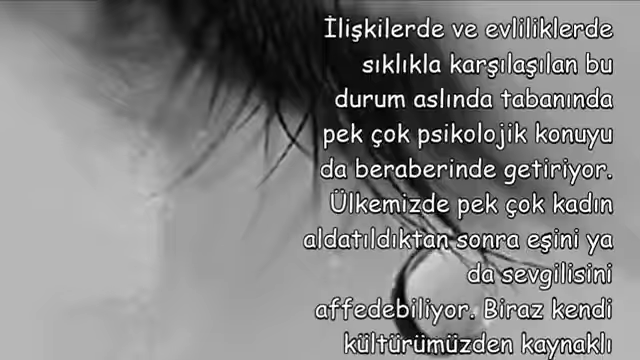 İlişkilerde ve evliliklerde
sıklıkla karşılaşılan bu
durum aslında tabanında
pek çok psikolojik konuyu
da beraberinde getiriyor.
Ülkemizde pek çok kadın
aldatıldıktan sonra eşini ya
da sevgilisini
affedebiliyor. Biraz kendi
kültürümüzden kaynaklı